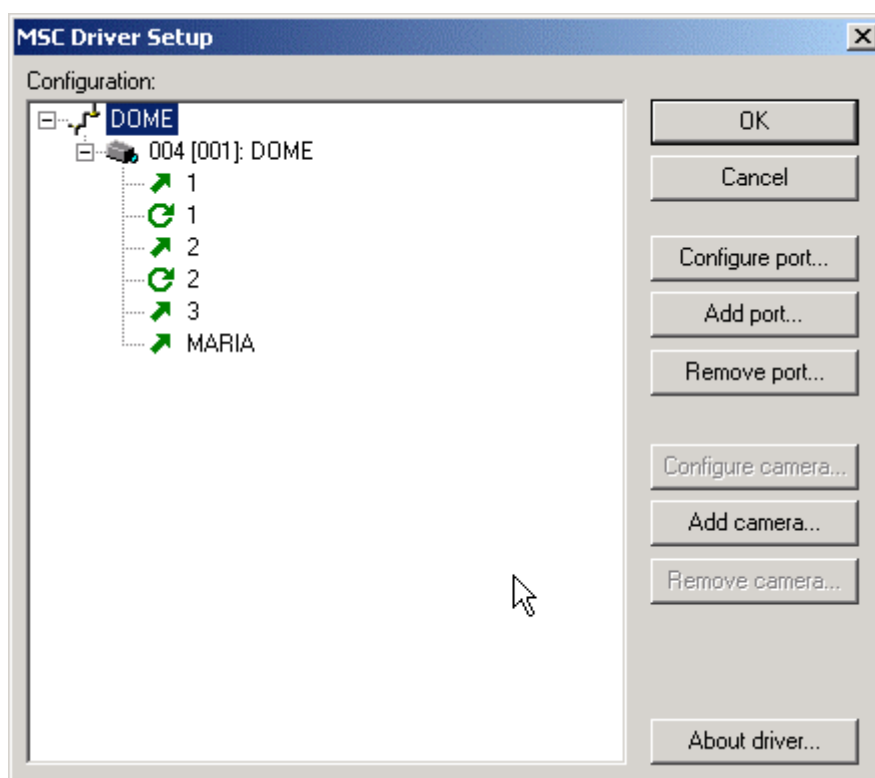 MSC Driver Setup
Configuration:
DOME
004 [001]: DOME
1
1
2
2
3
MARIA
OK
Cancel
Configure port...
Add port...
Remove port...
Configure camera...
Add camera...
Remove camera...
About driver...